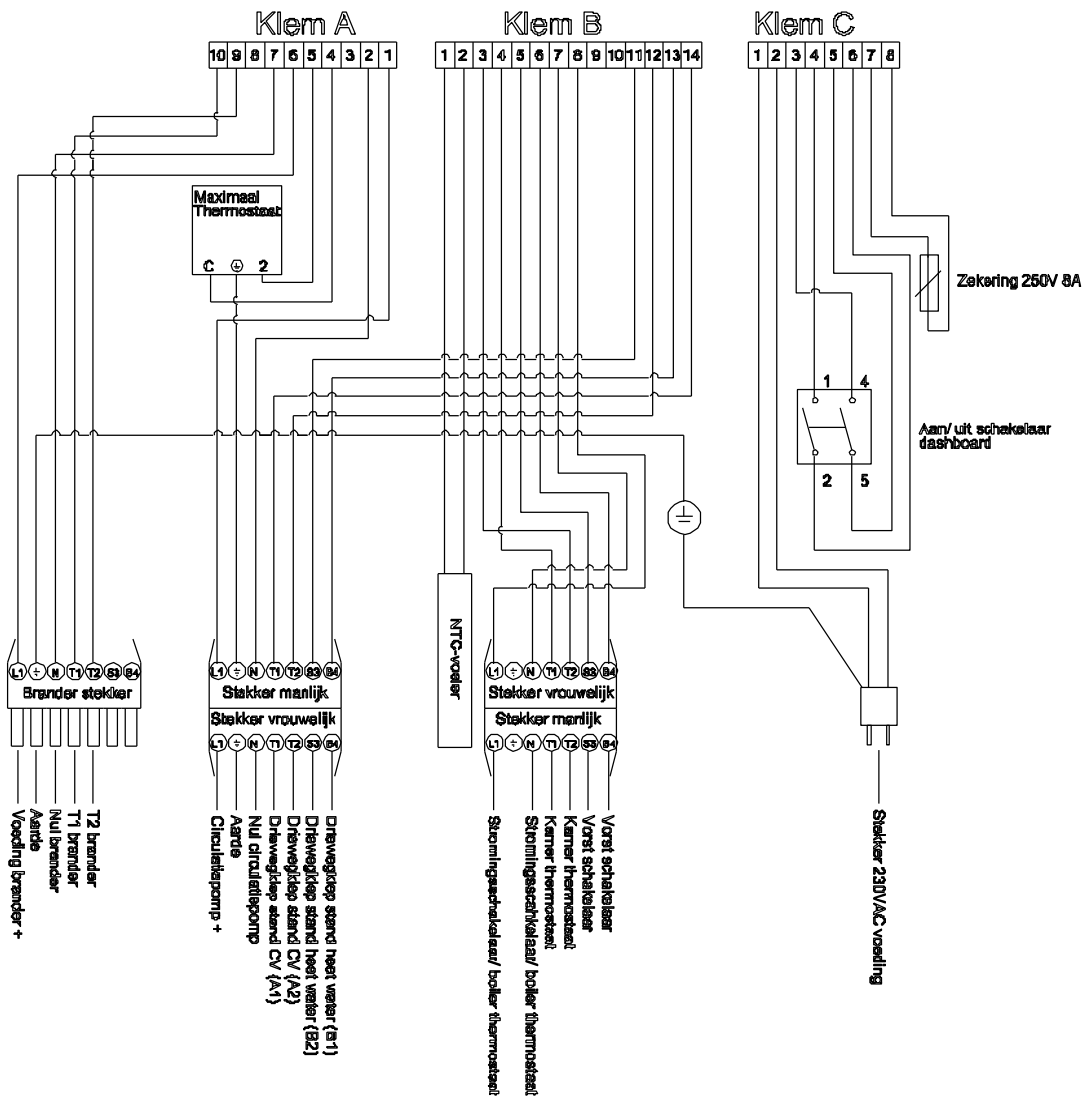 Klem A
Klem B
Klem C
10 9 8 7 6 5 4 3 2 1
1 2 3 4 5 6 7 8 9 10 11 12 13 14
1 2 3 4 5 6 7 8
Maximaal
Thermostaat
C 2
Zekering 250V 8A
1 4
Aan/ uit schakelaar
dashboard
2 5
NTC-voeler
L1 N T1 T2 S3 B4
Brander stekker
L1 N T1 T2 S3 B4
Stekker manlijk
Stekker vrouwelijk
L1 N T1 T2 S3 B4
L1 N T1 T2 S3 B4
Stekker vrouwelijk
Stekker manlijk
L1 N T1 T2 S3 B4
Voeding brander +
Aarde
Nul brander
T1 brander
T2 brander
Circulatiepomp +
Aarde
Nul circulatiepomp
Driewegklep stand CV (A1)
Driewegklep stand CV (A2)
Driewegklep stand heet water (B2)
Driewegklep stand heet water (B1)
Stromingsschakelaar/ boiler thermostaat
Stromingsscahkelaar/ boiler thermostaat
Kamer thermostaat
Kamer thermostaat
Vorst schakelaar
Vorst schakelaar
Stekker 230VAC voeding